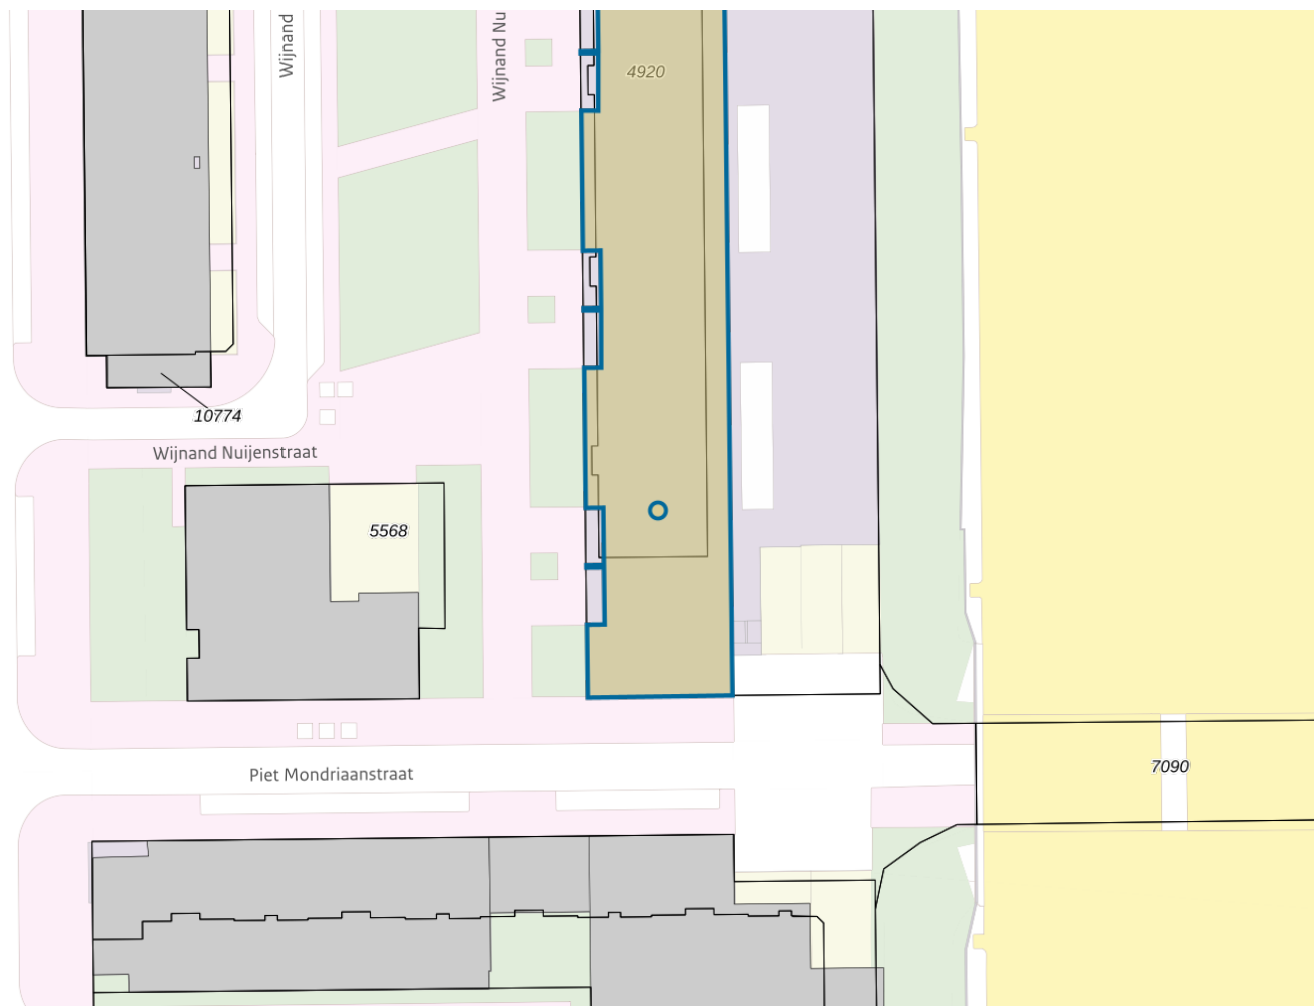 Wijnand
Wijnand Nu
4920
10774
Wijnand Nuijenstraat
5568
Piet Mondriaanstraat
7090